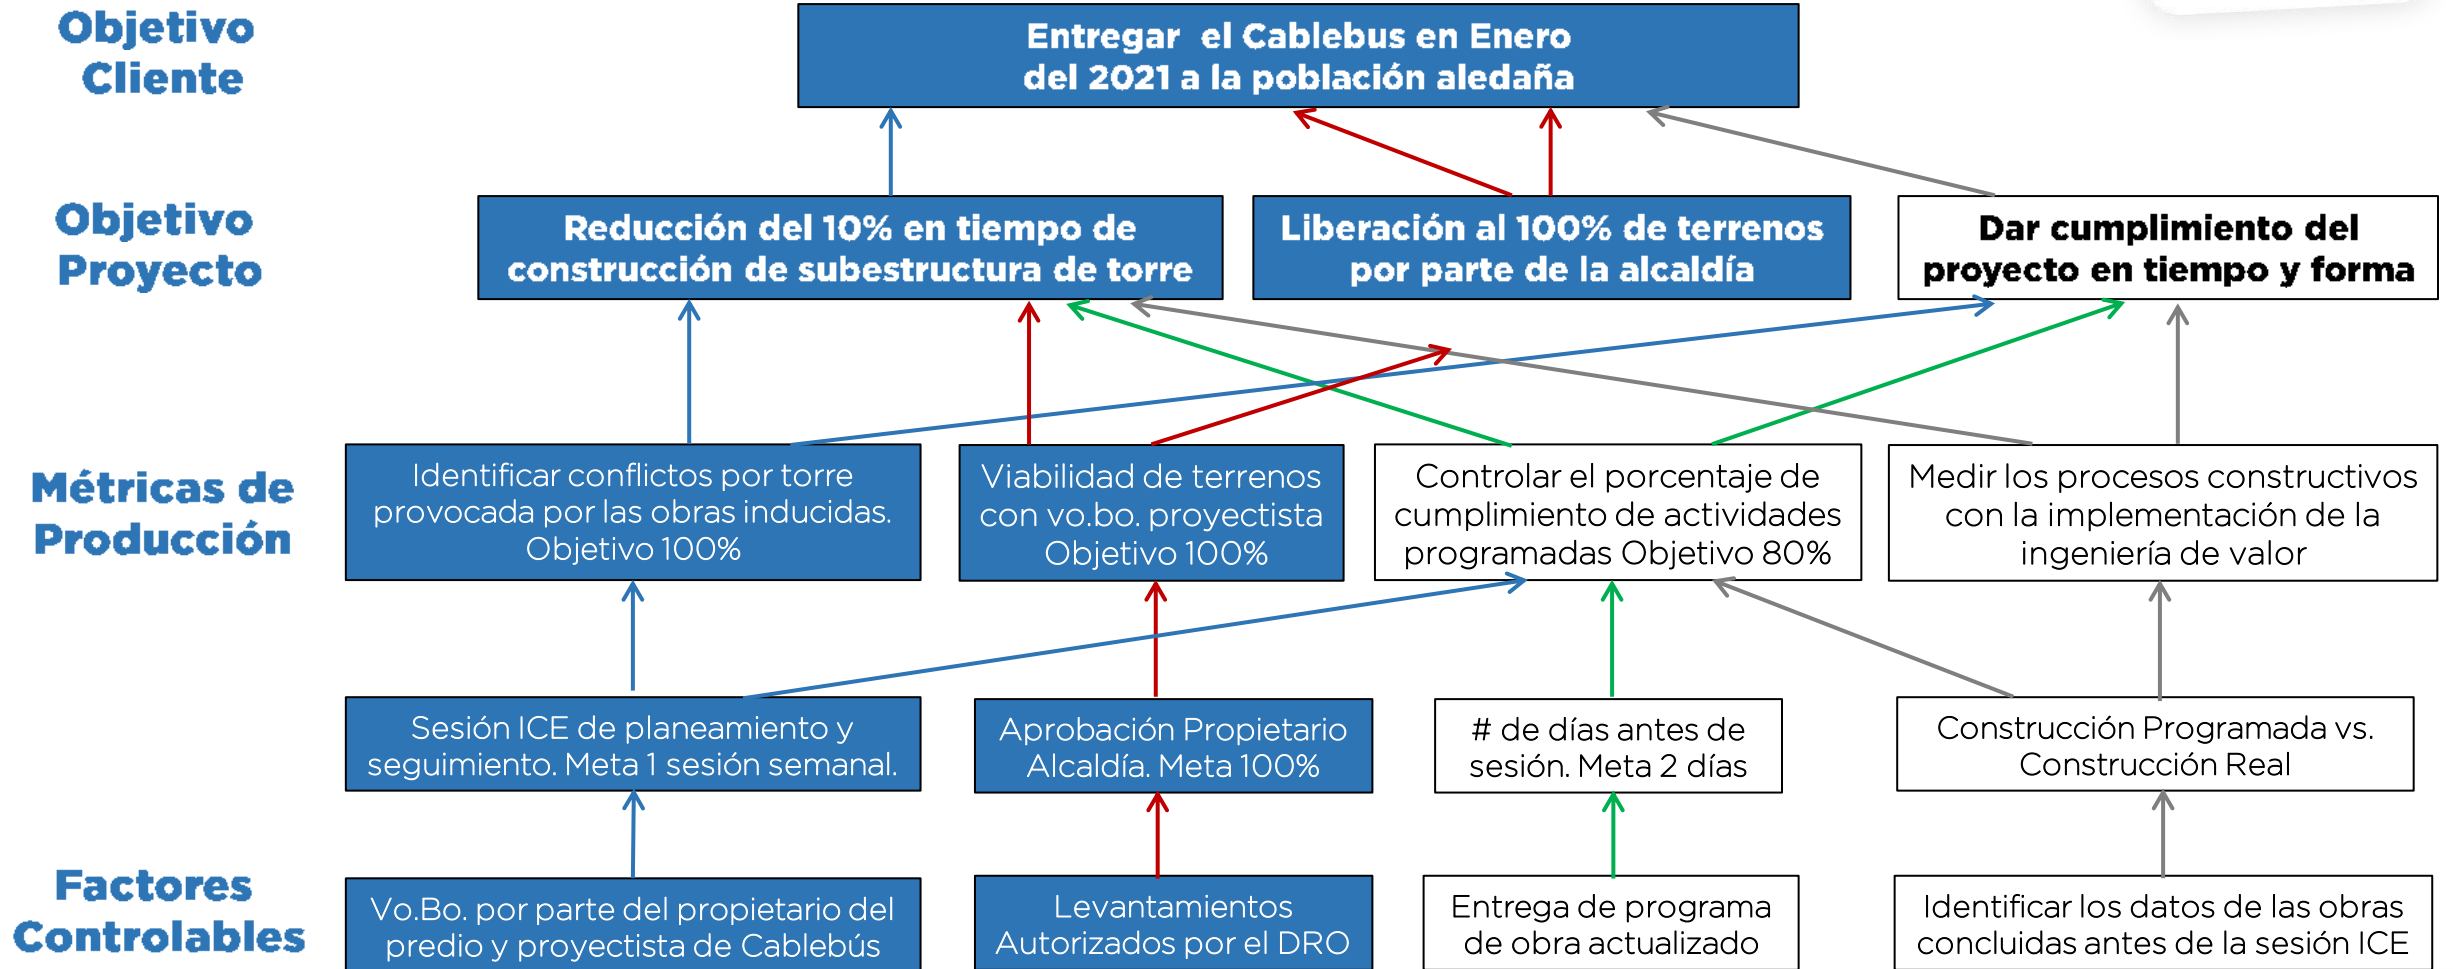 Objetivo
Cliente
Entregar el Cablebus en Enero
del 2021 a la población aledaña
Objetivo
Proyecto
Reducción del 10% en tiempo de
construcción de subestructura de torre
Liberación al 100% de terrenos
por parte de la alcaldía
Dar cumplimiento del
proyecto en tiempo y forma
Métricas de
Producción
Identificar conflictos por torre
provocada por las obras inducidas.
Objetivo 100%
Viabilidad de terrenos
con vo.bo. proyectista
Objetivo 100%
Controlar el porcentaje de
cumplimiento de actividades
programadas Objetivo 80%
Medir los procesos constructivos
con la implementación de la
ingeniería de valor
Sesión ICE de planeamiento y
seguimiento. Meta 1 sesión semanal.
Aprobación Propietario
Alcaldía. Meta 100%
# de días antes de
sesión. Meta 2 días
Construcción Programada vs.
Construcción Real
Factores
Controlables
Vo.Bo. por parte del propietario del
predio y proyectista de Cablebús
Levantamientos
Autorizados por el DRO
Entrega de programa
de obra actualizado
Identificar los datos de las obras
concluidas antes de la sesión ICE